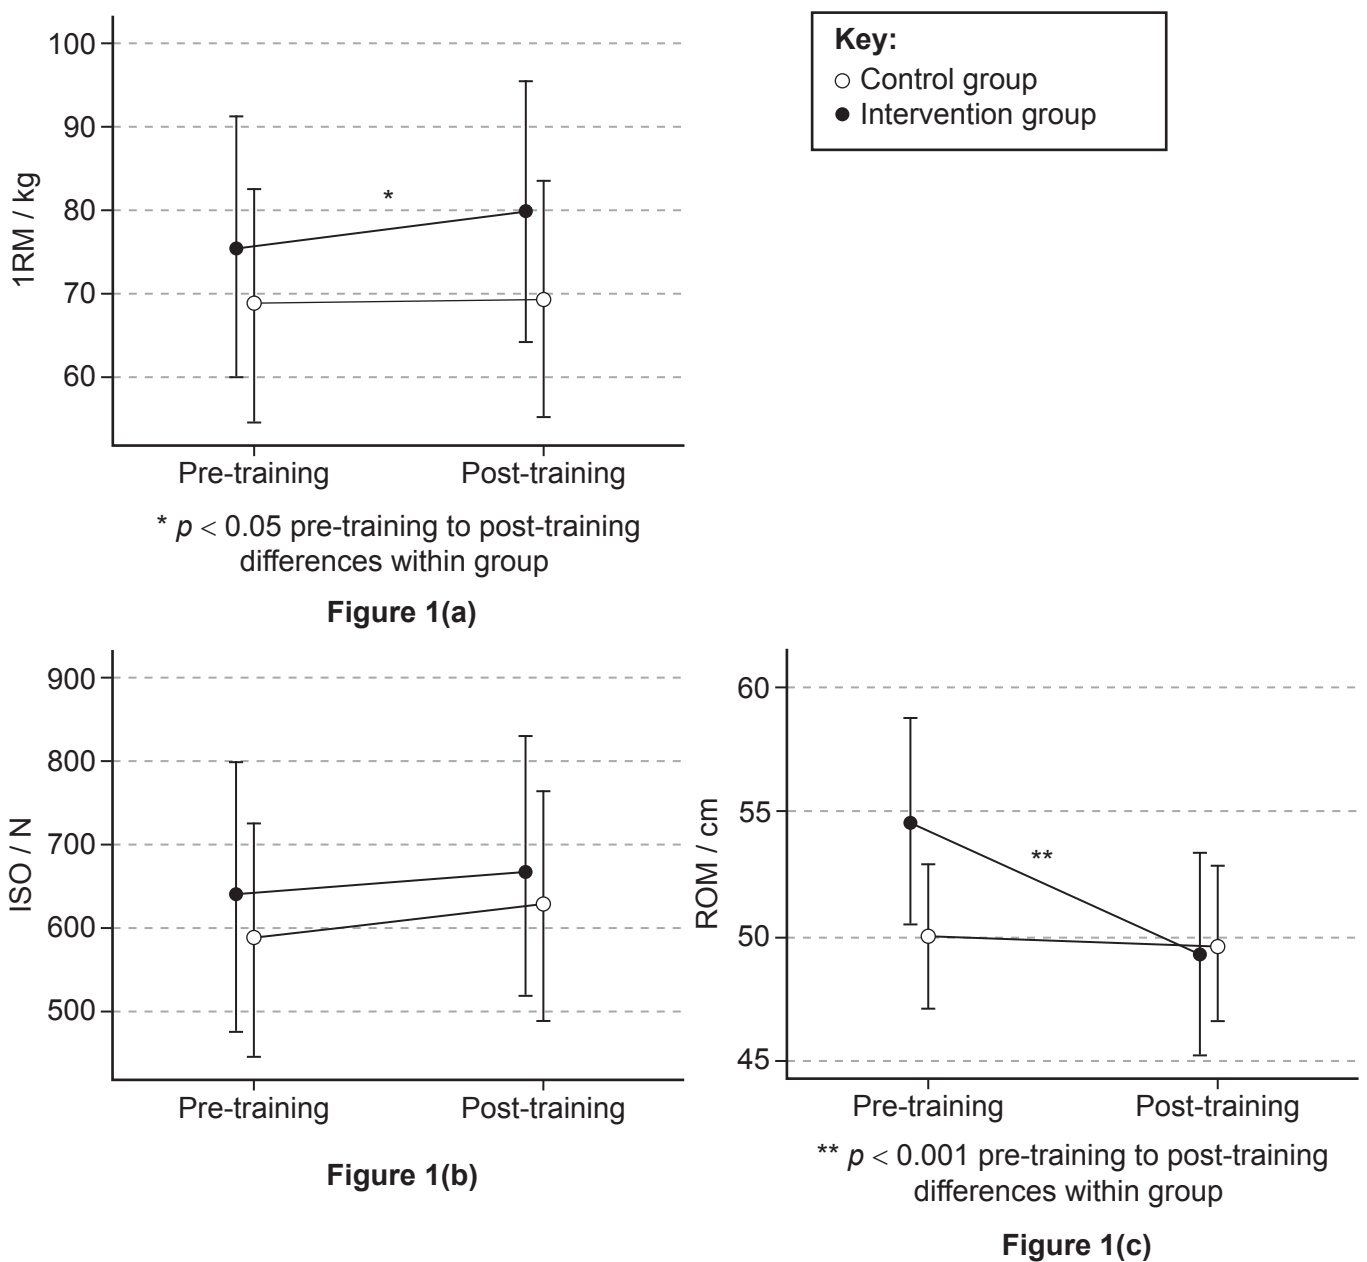 100
90
80
70
60
1RM / kg
*
Pre-training
Post-training
* p < 0.05 pre-training to post-training
differences within group
Figure 1(a)
Key:
Control group
Intervention group
900
800
700
600
500
ISO / N
Pre-training
Post-training
Figure 1(b)
60
55
50
45
ROM / cm
**
Pre-training
Post-training
** p < 0.001 pre-training to post-training
differences within group
Figure 1(c)